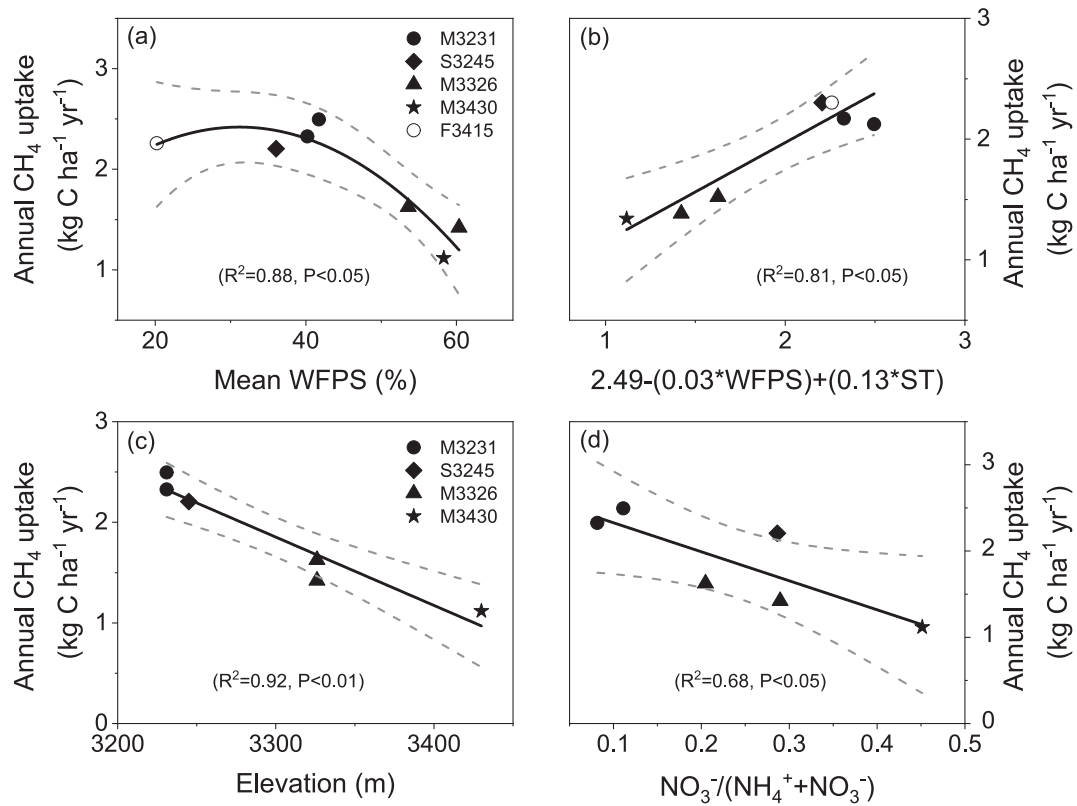 (a)
M3231
S3245
M3326
M3430
F3415
Annual CH₄ uptake
(kg C ha⁻¹ yr⁻¹)
3
2
1
(R²=0.88, P<0.05)
20 40 60
Mean WFPS (%)
(b)
3
2
1
Annual CH₄ uptake
(kg C ha⁻¹ yr⁻¹)
(R²=0.81, P<0.05)
1 2 3
2.49-(0.03*WFPS)+(0.13*ST)
(c)
M3231
S3245
M3326
M3430
Annual CH₄ uptake
(kg C ha⁻¹ yr⁻¹)
3
2
1
0
(R²=0.92, P<0.01)
3200 3300 3400
Elevation (m)
(d)
3
2
1
0
Annual CH₄ uptake
(kg C ha⁻¹ yr⁻¹)
(R²=0.68, P<0.05)
0.1 0.2 0.3 0.4 0.5
NO₃⁻/(NH₄⁺+NO₃⁻)